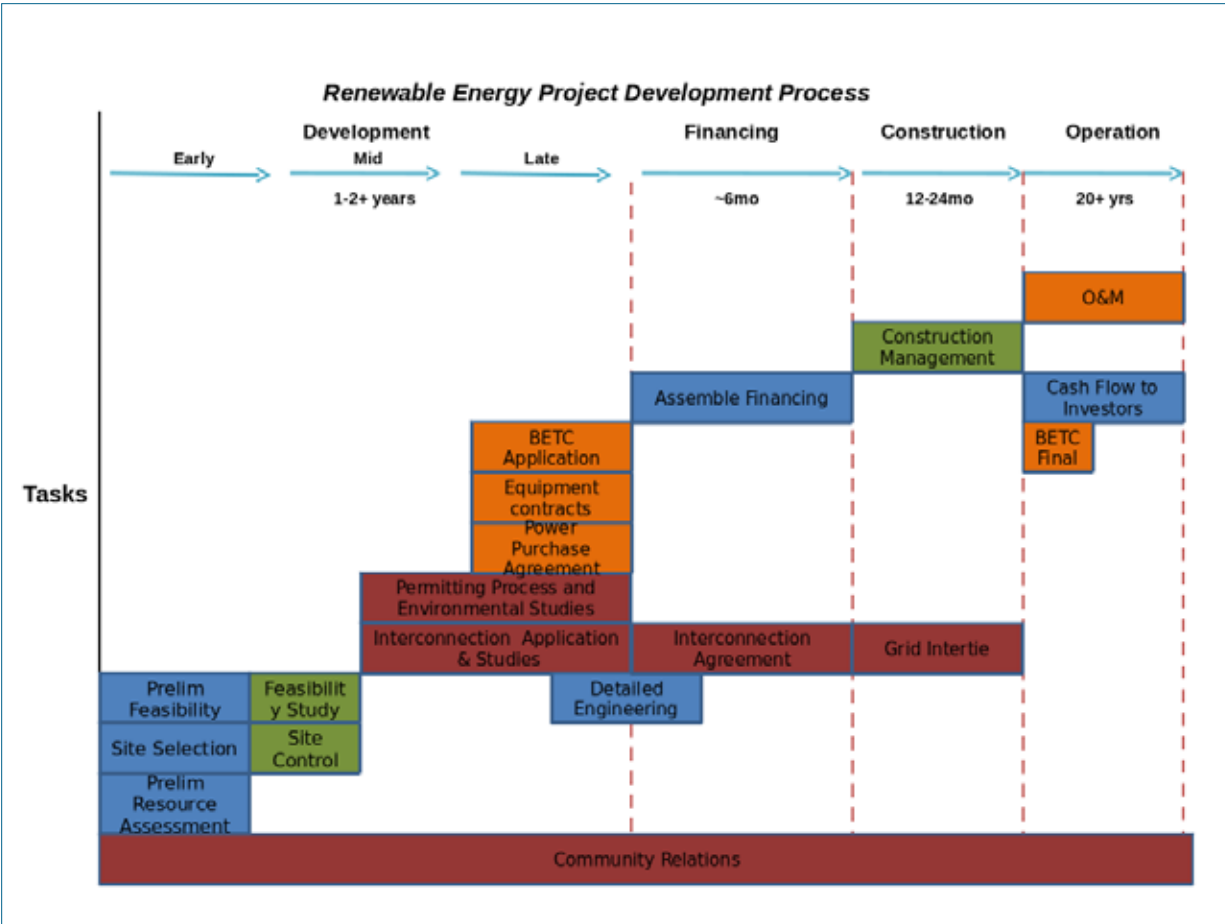 Renewable Energy Project Development Process
Development
Financing
Construction
Operation
Early
Mid
Late
1-2+ years
~6mo
12-24mo
20+ yrs
O&M
Construction
Management
Assemble Financing
Cash Flow to
Investors
BETC
Application
BETC
Final
Tasks
Equipment
contracts
Power
Purchase
Agreement
Permitting Process and
Environmental Studies
Interconnection Application
& Studies
Interconnection
Agreement
Grid Intertie
Prelim
Feasibility
Feasibilit
y Study
Detailed
Engineering
Site Selection
Site
Control
Prelim
Resource
Assessment
Community Relations